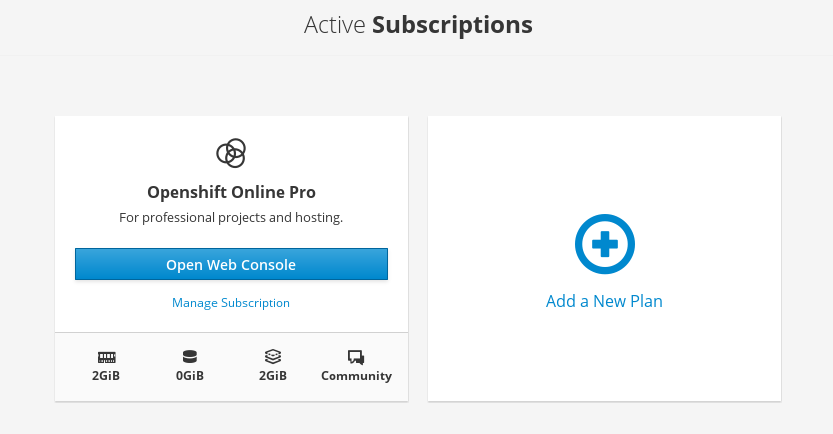 Active Subscriptions
Openshift Online Pro
For professional projects and hosting.
Open Web Console
Manage Subscription
2GiB 0GiB 2GiB Community
Add a New Plan